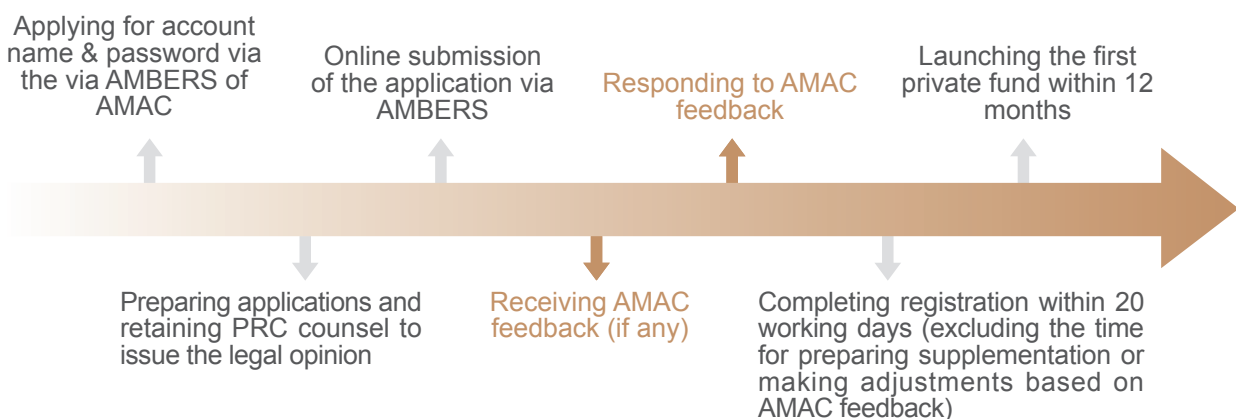 Applying for account
name & password via
the via AMBERS of
AMAC
Online submission
of the application via
AMBERS
Responding to AMAC
feedback
Launching the first
private fund within 12
months
Preparing applications and
retaining PRC counsel to
issue the legal opinion
Receiving AMAC
feedback (if any)
Completing registration within 20
working days (excluding the time
for preparing supplementation or
making adjustments based on
AMAC feedback)